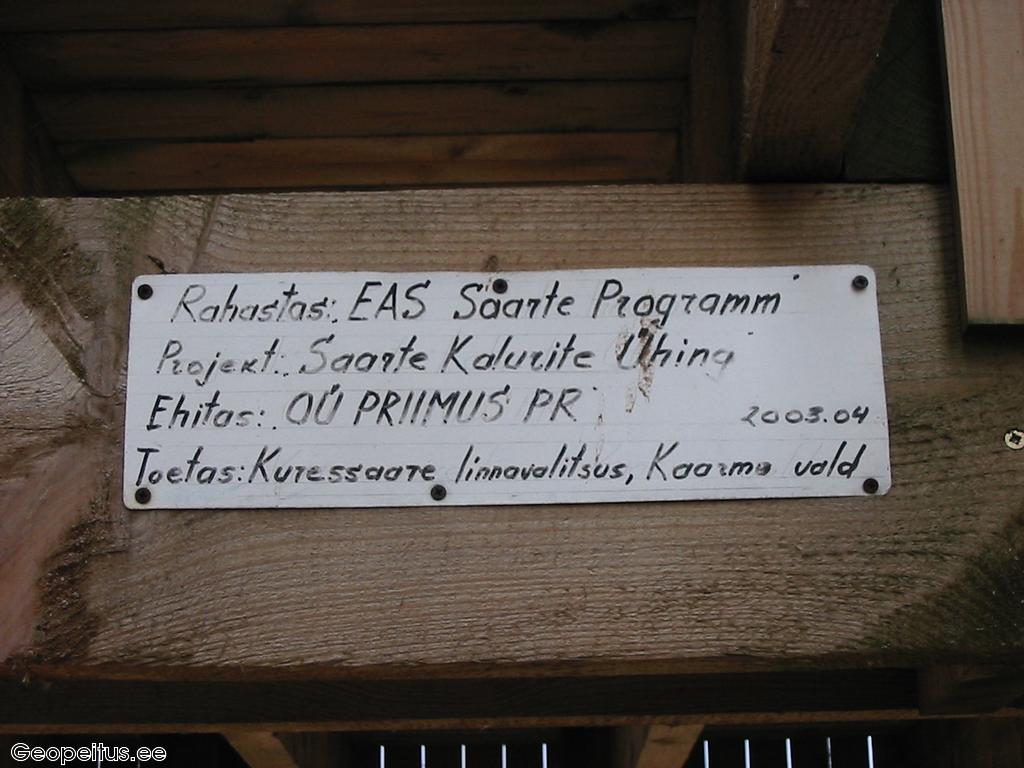 Rahastas: EAS Saarte Programm
Projekt: Saarte Kalurite Ühing
Ehitas: OÜ PRIIMUS PR 2003.04
Toetas: Kuressaare linnavalitsus, Kaarma vald
Geopeitus.ee